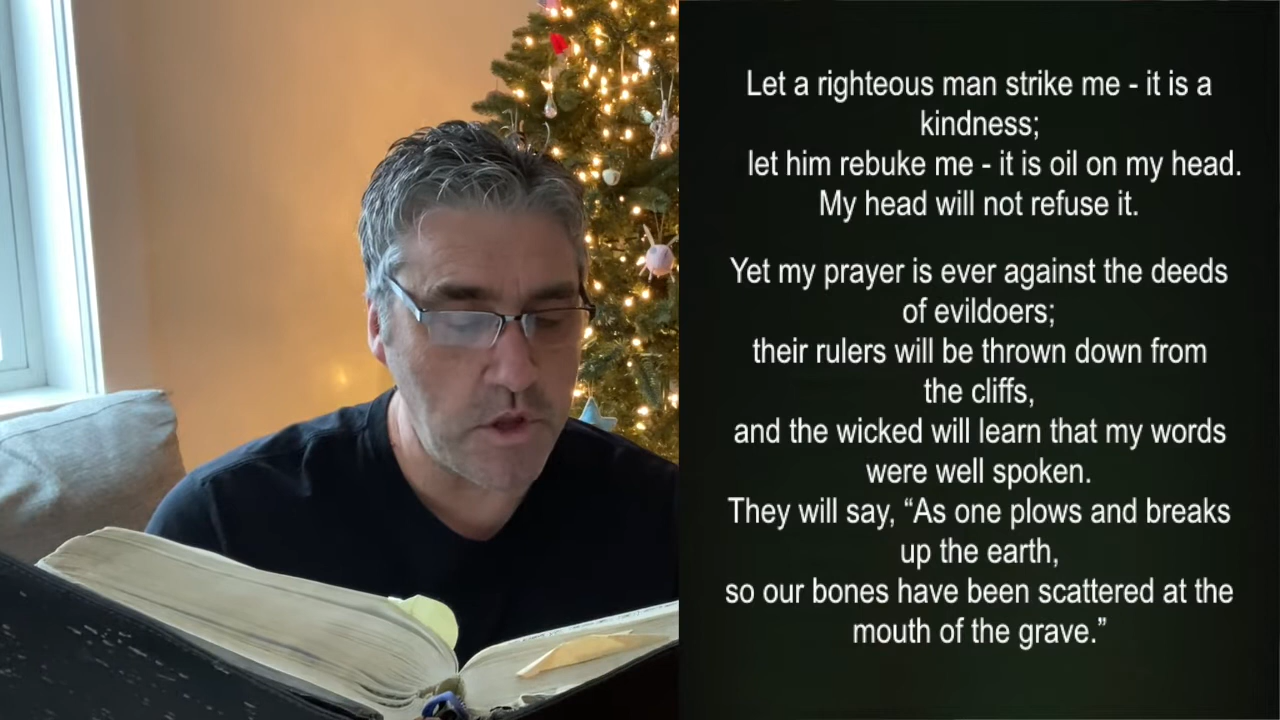 Let a righteous man strike me - it is a
kindness;
let him rebuke me - it is oil on my head.
My head will not refuse it.
Yet my prayer is ever against the deeds
of evildoers;
their rulers will be thrown down from
the cliffs,
and the wicked will learn that my words
were well spoken.
They will say, “As one plows and breaks
up the earth,
so our bones have been scattered at the
mouth of the grave.”